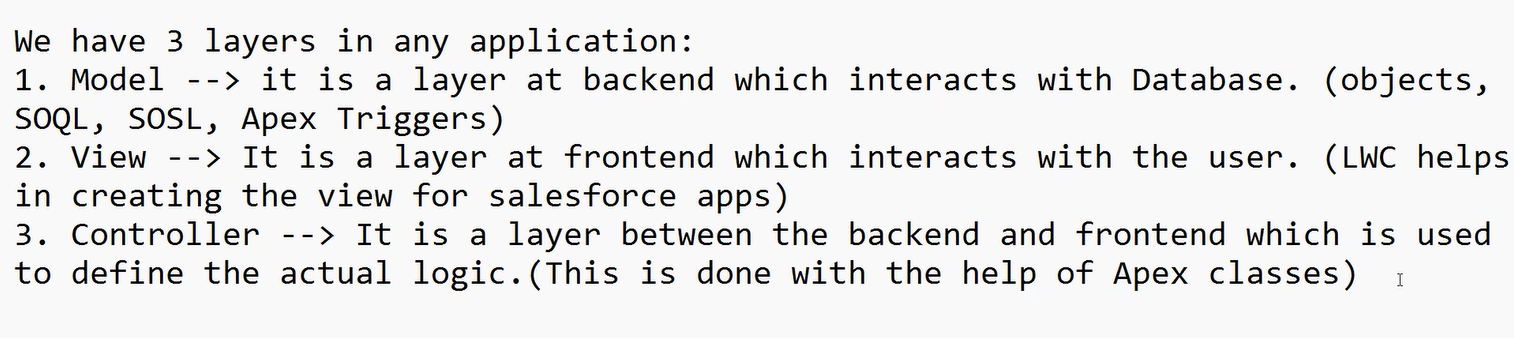 We have 3 layers in any application:
1. Model --> it is a layer at backend which interacts with Database. (objects,
SOQL, SOSL, Apex Triggers)
2. View --> It is a layer at frontend which interacts with the user. (LWC helps
in creating the view for salesforce apps)
3. Controller --> It is a layer between the backend and frontend which is used
to define the actual logic.(This is done with the help of Apex classes)